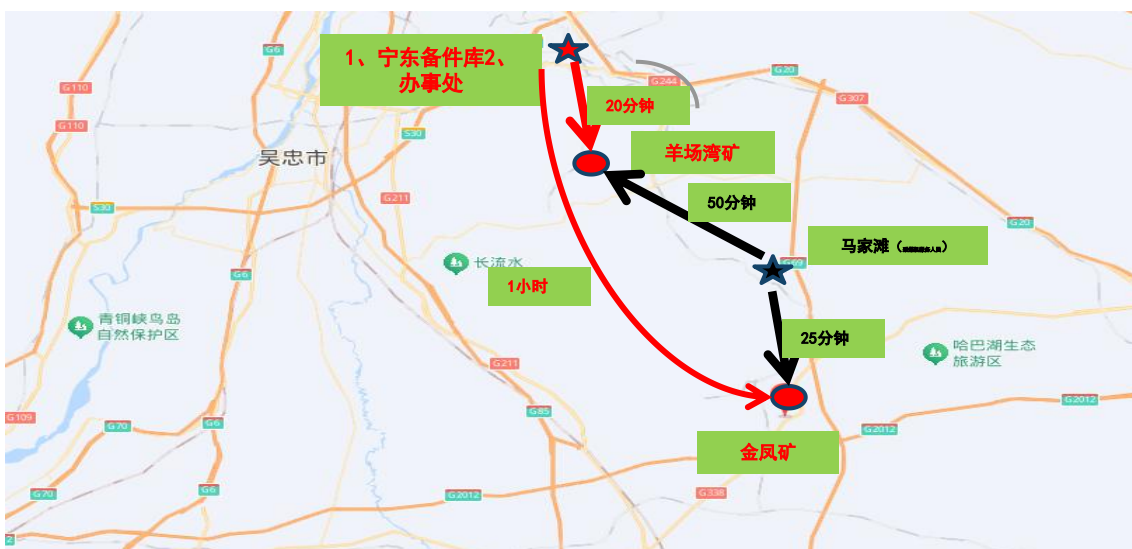 G6
1、宁东备件库2、
办事处
G20
G244
G110
G307
20分钟
G110
S30
羊场湾矿
吴忠市
G211
50分钟
S30
G20
马家滩（
）
长流水
G69
G6
1小时
青铜峡鸟岛
自然保护区
25分钟
哈巴湖生态
旅游区
G211
G2012
G109
G85
G70
G6
G2012
金凤矿
G70
G6
G2012
G338
2